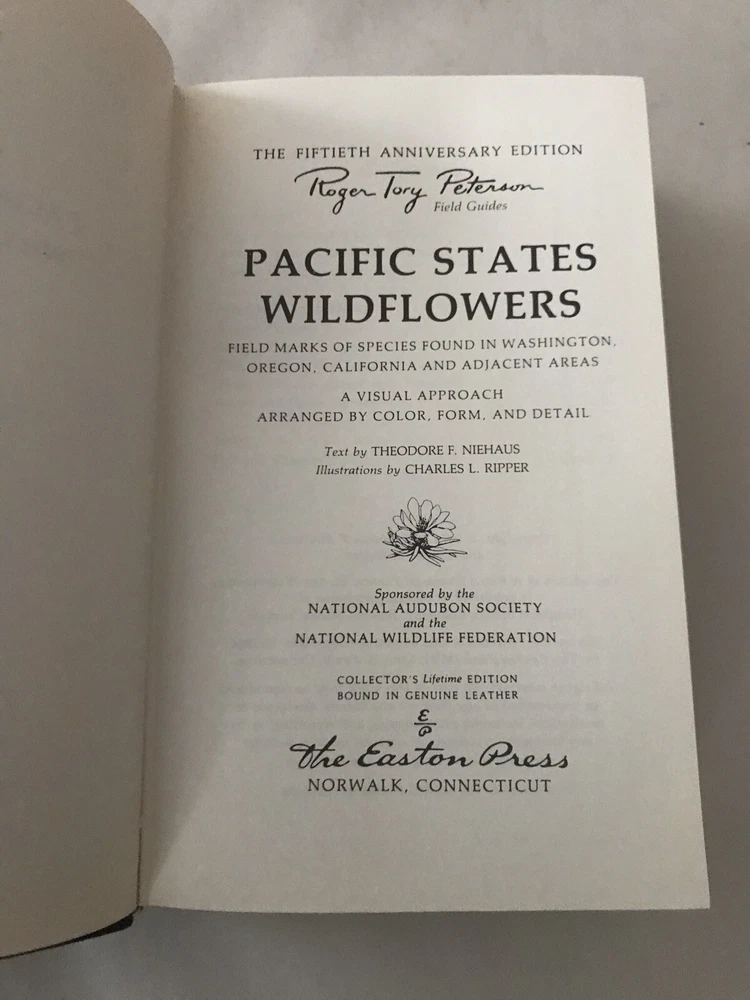 THE FIFTIETH ANNIVERSARY EDITION
Roger Tory Peterson
Field Guides
PACIFIC STATES
WILDFLOWERS
FIELD MARKS OF SPECIES FOUND IN WASHINGTON,
OREGON, CALIFORNIA AND ADJACENT AREAS
A VISUAL APPROACH
ARRANGED BY COLOR, FORM, AND DETAIL
Text by THEODORE F. NIEHAUS
Illustrations by CHARLES L. RIPPER
Sponsored by the
NATIONAL AUDUBON SOCIETY
and the
NATIONAL WILDLIFE FEDERATION
COLLECTOR'S Lifetime EDITION
BOUND IN GENUINE LEATHER
E
P
The Easton Press
NORWALK, CONNECTICUT